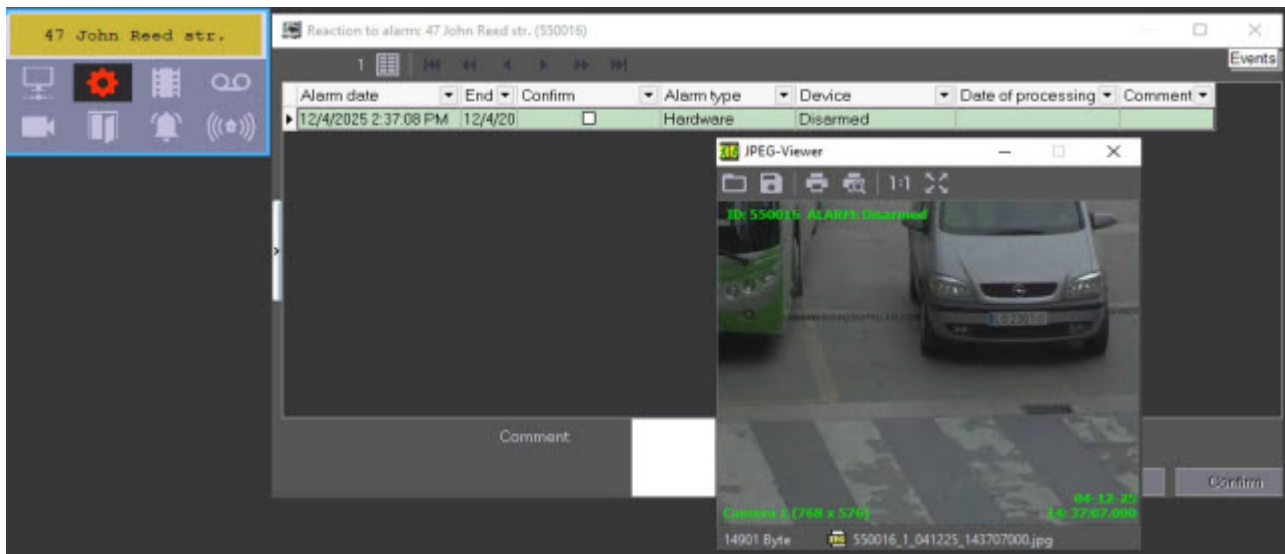 47 John Reed str.
Reaction to alarm: 47 John Reed str. (550016)
1
Events
Alarm date End Confirm Alarm type Device Date of processing Comment
12/4/2025 2:37:08 PM 12/4/20 Hardware Disarmed
JPEG-Viewer
1:1
ID: 550016 ALARM: Disarmed
Comment
04-12-25
Camera 1 (768 x 576) 14:37:07.000
Confirm
14901 Byte 550016_1_041225_143707000.jpg